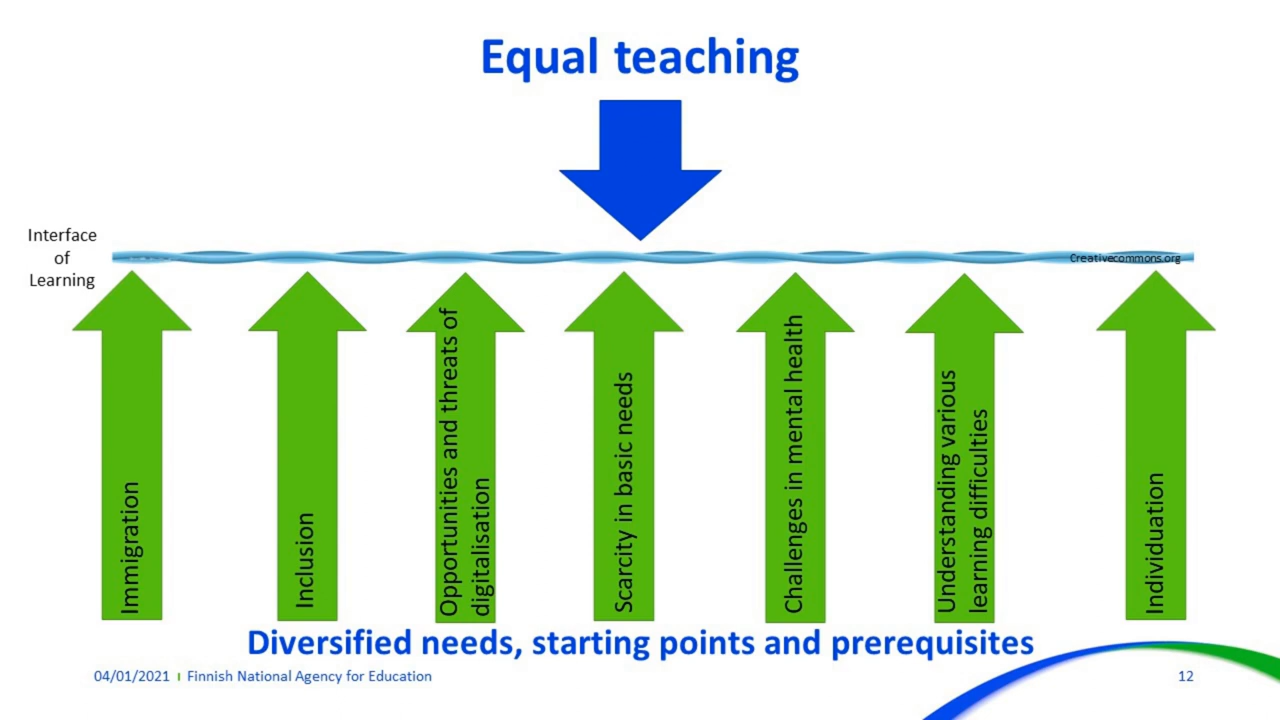 Equal teaching
Interface
of
Learning
Creativecommons.org
Immigration
Inclusion
Opportunities and threats of
digitalisation
Scarcity in basic needs
Challenges in mental health
Understanding various
learning difficulties
Individuation
Diversified needs, starting points and prerequisites
04/01/2021 ı Finnish National Agency for Education
12